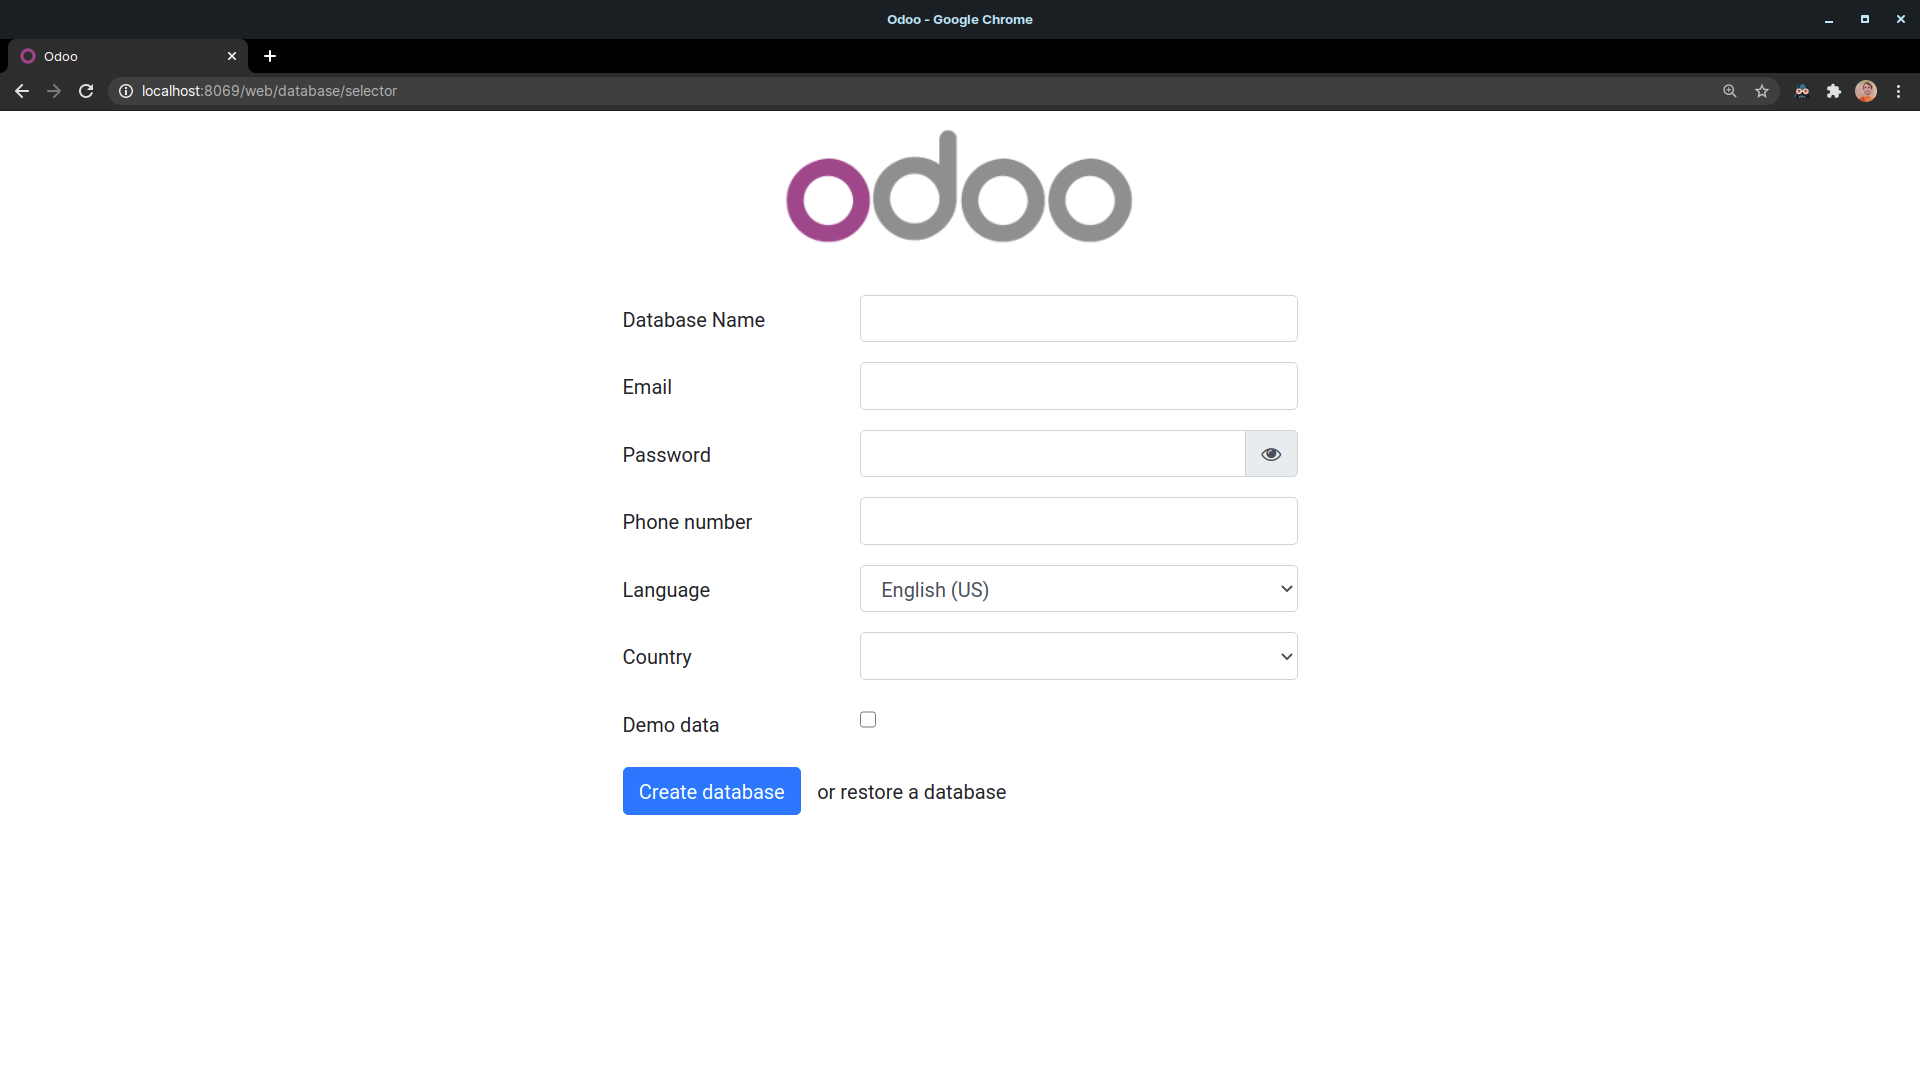 Odoo - Google Chrome
Odoo
localhost:8069/web/database/selector
odoo
Database Name
Email
Password
Phone number
Language English (US)
Country
Demo data
Create database or restore a database